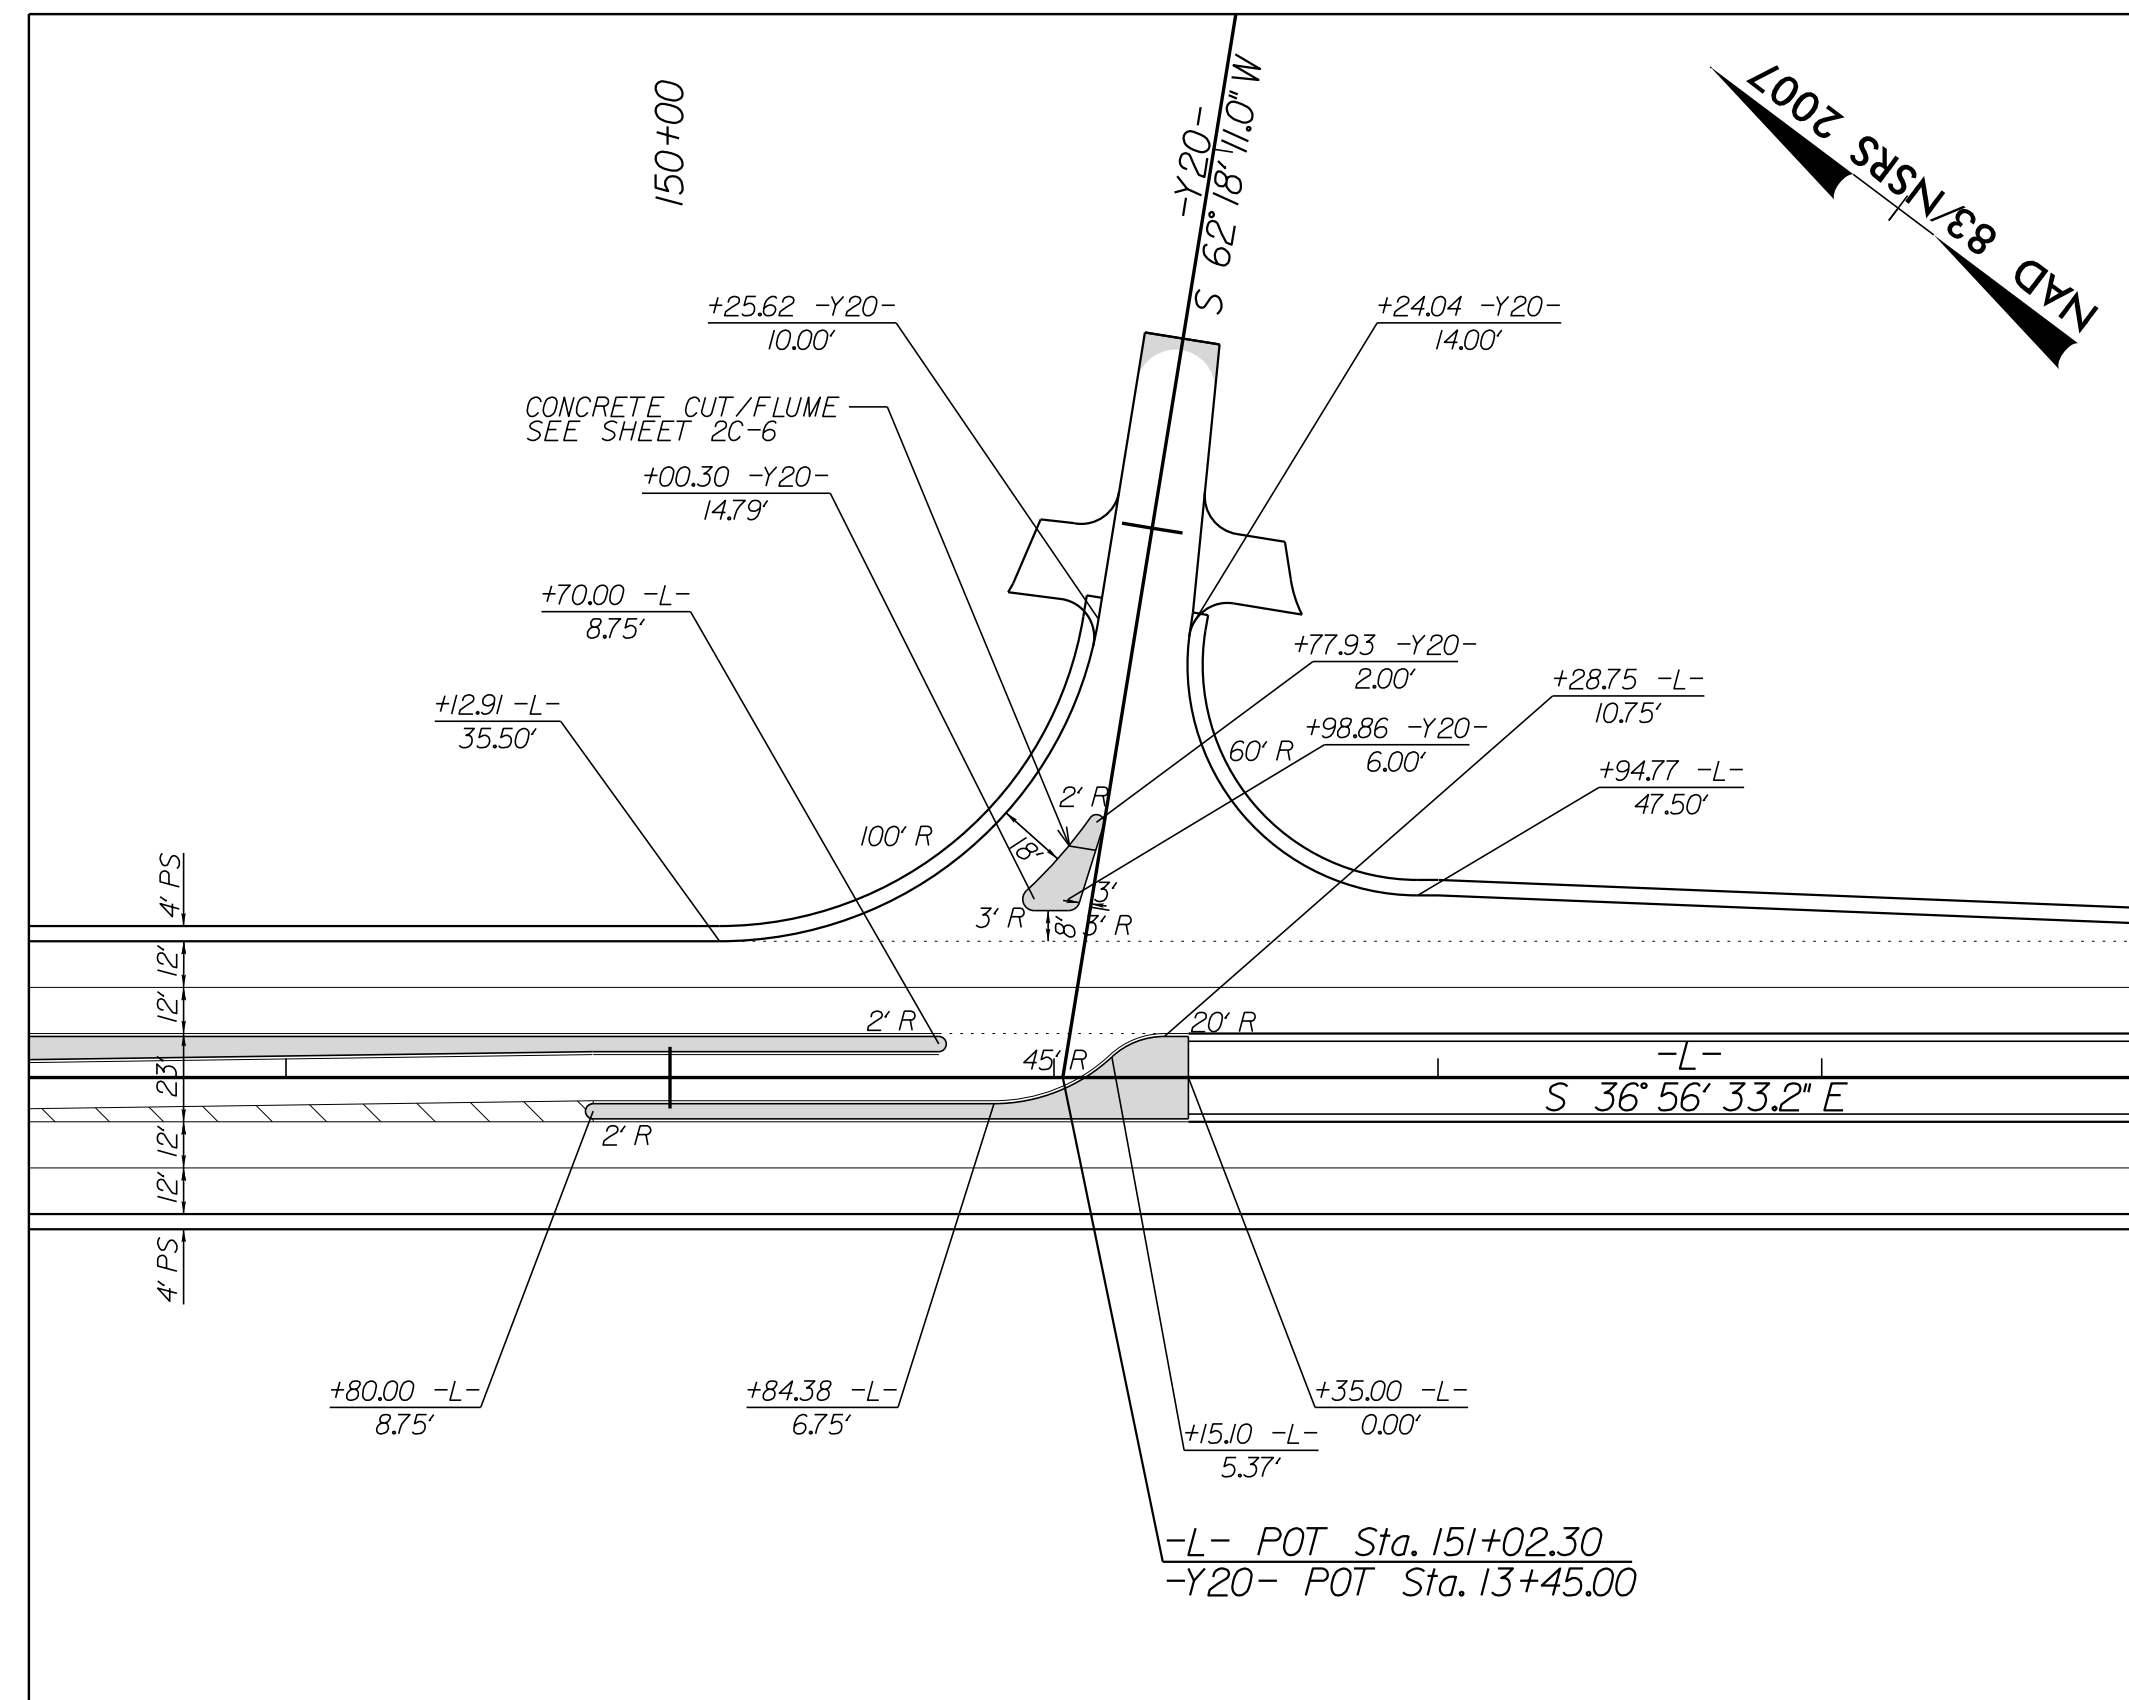 150+00
-Y20-
S 62° 18' 11.0" W
NAD 83/NSRS 2007
+25.62 -Y20-
10.00'
+24.04 -Y20-
14.00'
CONCRETE CUT/FLUME
SEE SHEET 2C-6
+00.30 -Y20-
14.79'
+70.00 -L-
8.75'
+77.93 -Y20-
2.00'
+28.75 -L-
10.75'
+12.91 -L-
35.50'
+98.86 -Y20-
6.00'
60' R
+94.77 -L-
47.50'
2' R
100' R
18'
4' PS
3'
3' R
8'
3' R
12'
12'
2' R
20' R
45' R
23'
-L-
S 36° 56' 33.2" E
2' R
12'
12'
4' PS
+80.00 -L-
8.75'
+84.38 -L-
6.75'
+35.00 -L-
0.00'
+15.10 -L-
5.37'
-L- POT Sta. 151+02.30
-Y20- POT Sta. 13+45.00